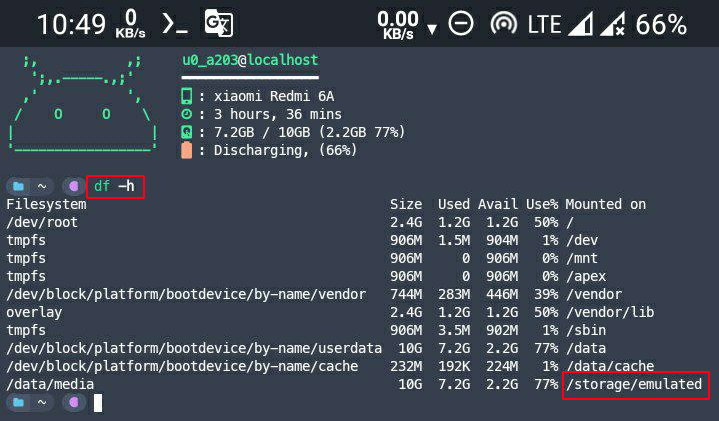 10:49 0 KB/s >_ G 0.00 KB/s LTE 66%
;, ,; u0_a203@localhost
';,.-----.,;'
,' ', : xiaomi Redmi 6A
/ O O \ : 3 hours, 36 mins
| | : 7.2GB / 10GB (2.2GB 77%)
'-----------------' : Discharging, (66%)
~ df -h
Filesystem Size Used Avail Use% Mounted on
/dev/root 2.4G 1.2G 1.2G 50% /
tmpfs 906M 1.5M 904M 1% /dev
tmpfs 906M 0 906M 0% /mnt
tmpfs 906M 0 906M 0% /apex
/dev/block/platform/bootdevice/by-name/vendor 744M 283M 446M 39% /vendor
overlay 2.4G 1.2G 1.2G 50% /vendor/lib
tmpfs 906M 3.5M 902M 1% /sbin
/dev/block/platform/bootdevice/by-name/userdata 10G 7.2G 2.2G 77% /data
/dev/block/platform/bootdevice/by-name/cache 232M 192K 224M 1% /data/cache
/data/media 10G 7.2G 2.2G 77% /storage/emulated
~